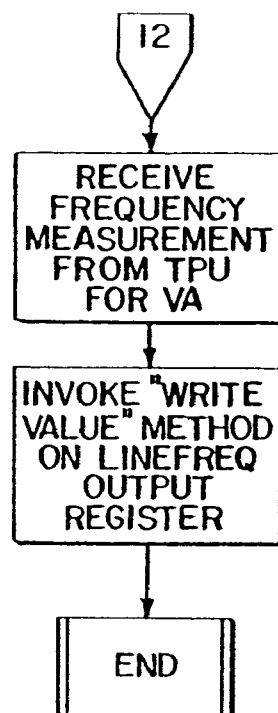 12
RECEIVE
FREQUENCY
MEASUREMENT
FROM TPU
FOR VA
INVOKE "WRITE
VALUE" METHOD
ON LINEFREQ
OUTPUT
REGISTER
END